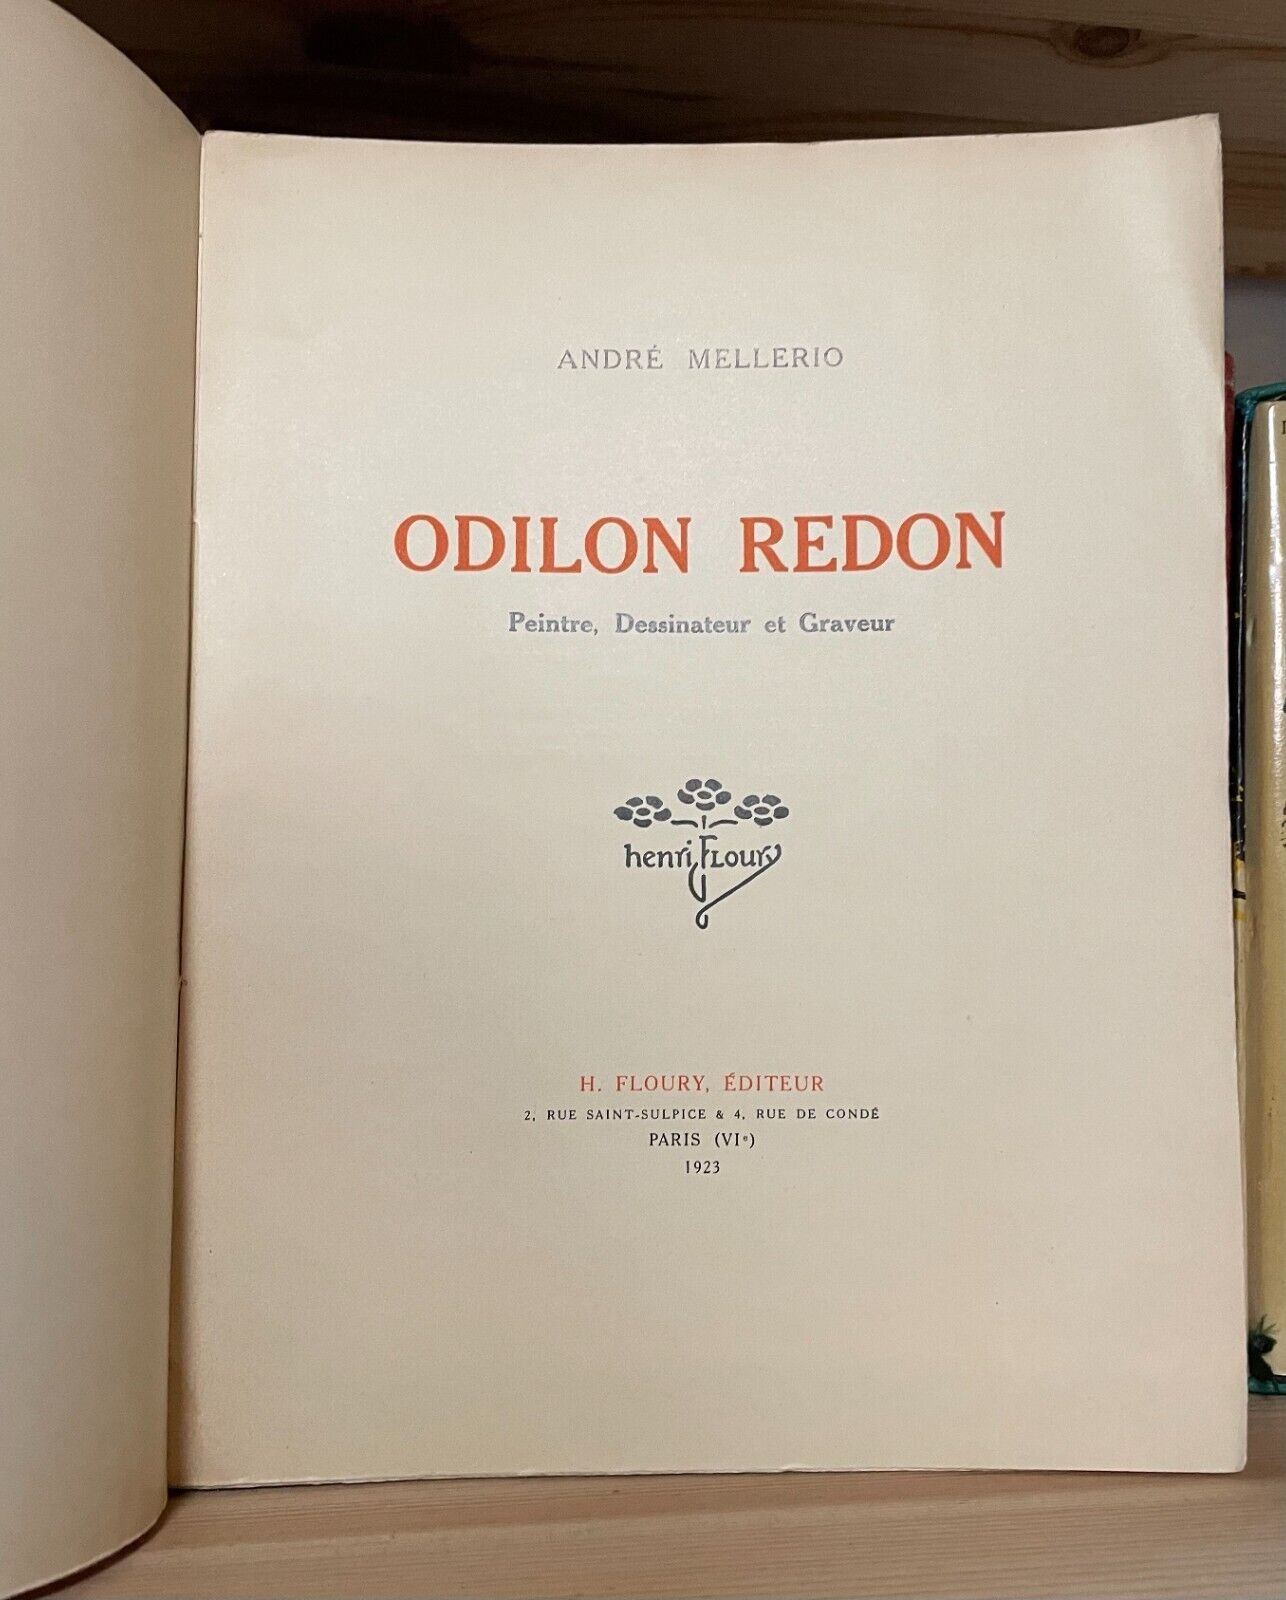 ANDRÉ MELLERIO
ODILON REDON
Peintre, Dessinateur et Graveur
henri FLoury
H. FLOURY, ÉDITEUR
2, RUE SAINT-SULPICE & 4, RUE DE CONDÉ
PARIS (VIᵉ)
1923